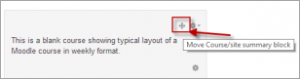 Move Course/site summary block
This is a blank course showing typical layout of a
Moodle course in weekly format.